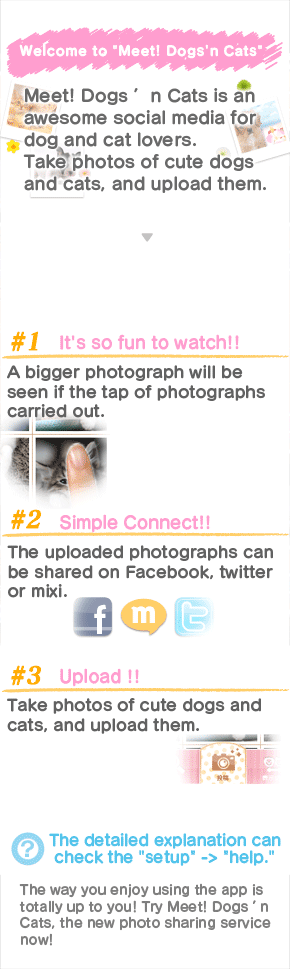 Welcome to "Meet! Dogs'n Cats"
Meet! Dogs ’ n Cats is an
awesome social media for
dog and cat lovers.
Take photos of cute dogs
and cats, and upload them.
#1 It's so fun to watch!!
A bigger photograph will be
seen if the tap of photographs
carried out.
#2 Simple Connect!!
The uploaded photographs can
be shared on Facebook, twitter
or mixi.
f m t
#3 Upload !!
Take photos of cute dogs and
cats, and upload them.
投稿
? The detailed explanation can
check the "setup" -> "help."
The way you enjoy using the app is
totally up to you! Try Meet! Dogs ’ n
Cats, the new photo sharing service
now!